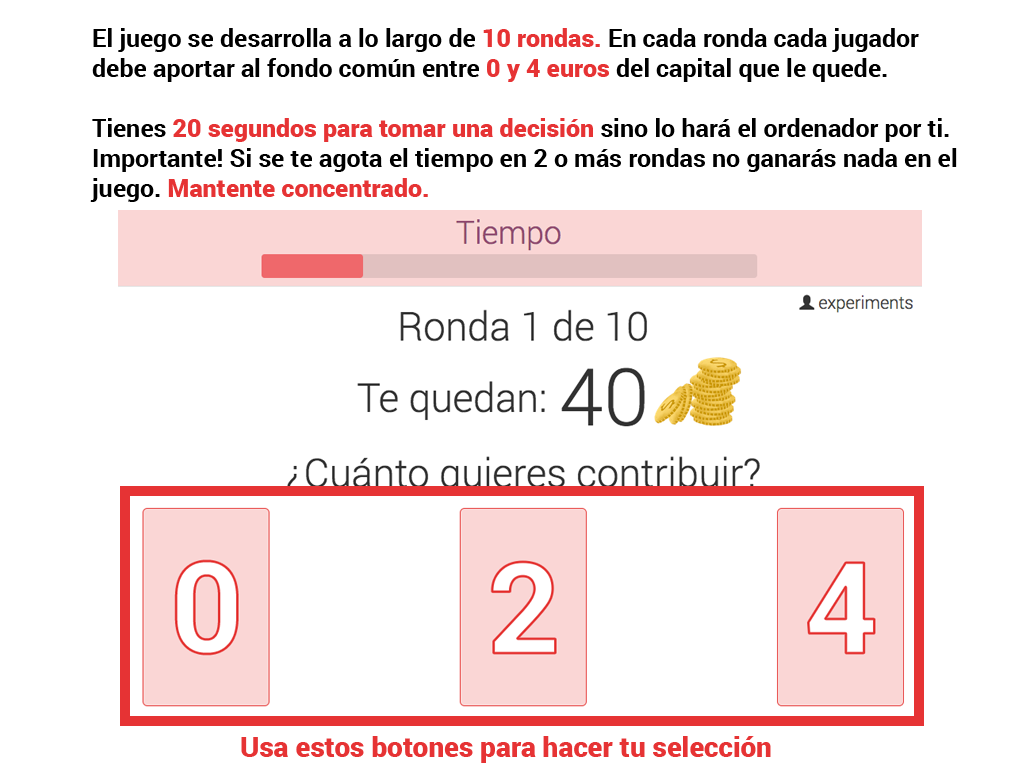 El juego se desarrolla a lo largo de 10 rondas. En cada ronda cada jugador
debe aportar al fondo común entre 0 y 4 euros del capital que le quede.
Tienes 20 segundos para tomar una decisión sino lo hará el ordenador por ti.
Importante! Si se te agota el tiempo en 2 o más rondas no ganarás nada en el
juego. Mantente concentrado.
Tiempo
experiments
Ronda 1 de 10
Te quedan: 40
¿Cuánto quieres contribuir?
0 2 4
Usa estos botones para hacer tu selección